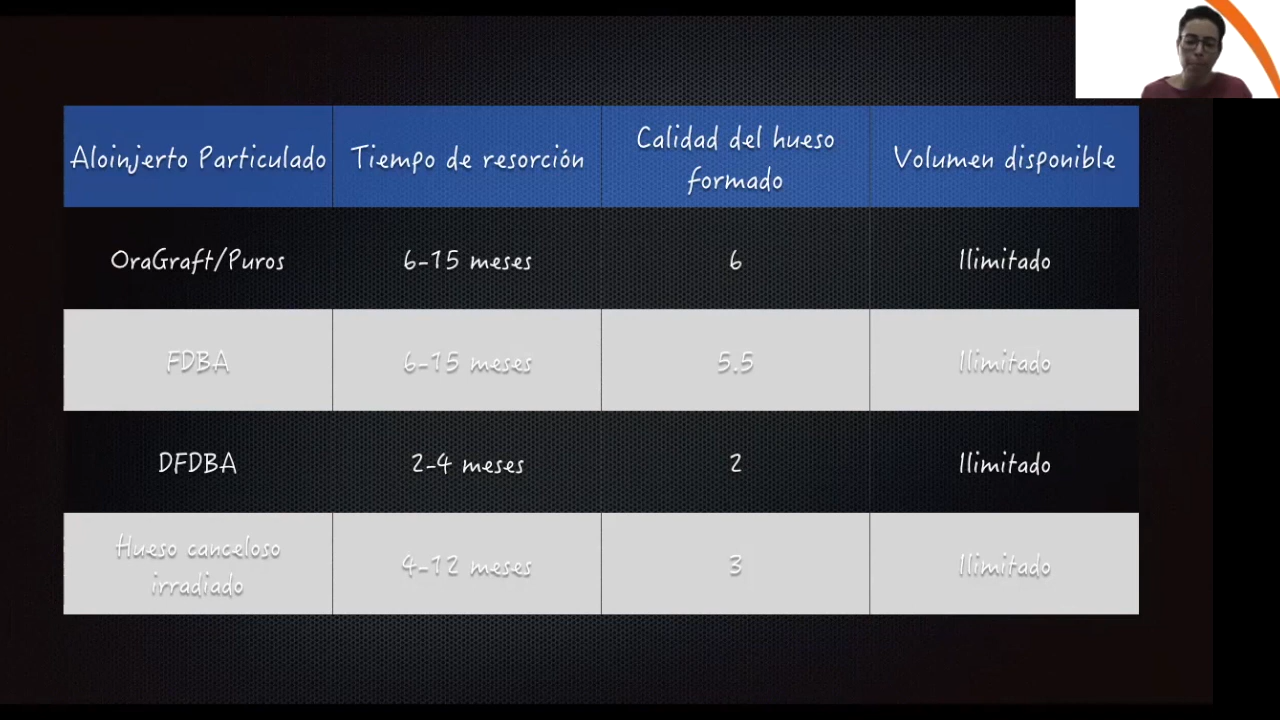 Aloinjerto Particulado
Tiempo de resorción
Calidad del hueso
formado
Volumen disponible
OraGraft/Puros
6-15 meses
6
Ilimitado
FDBA
6-15 meses
5.5
Ilimitado
DFDBA
2-4 meses
2
Ilimitado
Hueso canceloso
irradiado
4-12 meses
3
Ilimitado